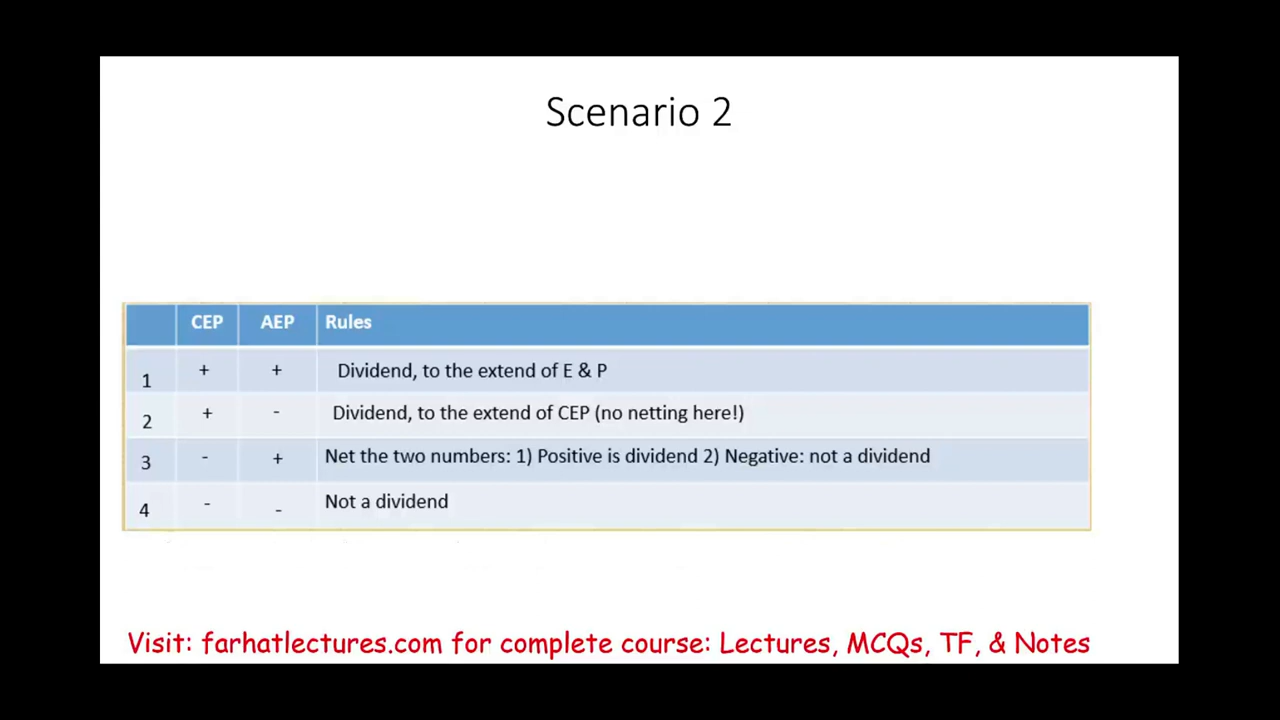 Scenario 2
CEP AEP Rules
1 + + Dividend, to the extend of E & P
2 + - Dividend, to the extend of CEP (no netting here!)
3 - + Net the two numbers: 1) Positive is dividend 2) Negative: not a dividend
4 - - Not a dividend
Visit: farhatlectures.com for complete course: Lectures, MCQs, TF, & Notes